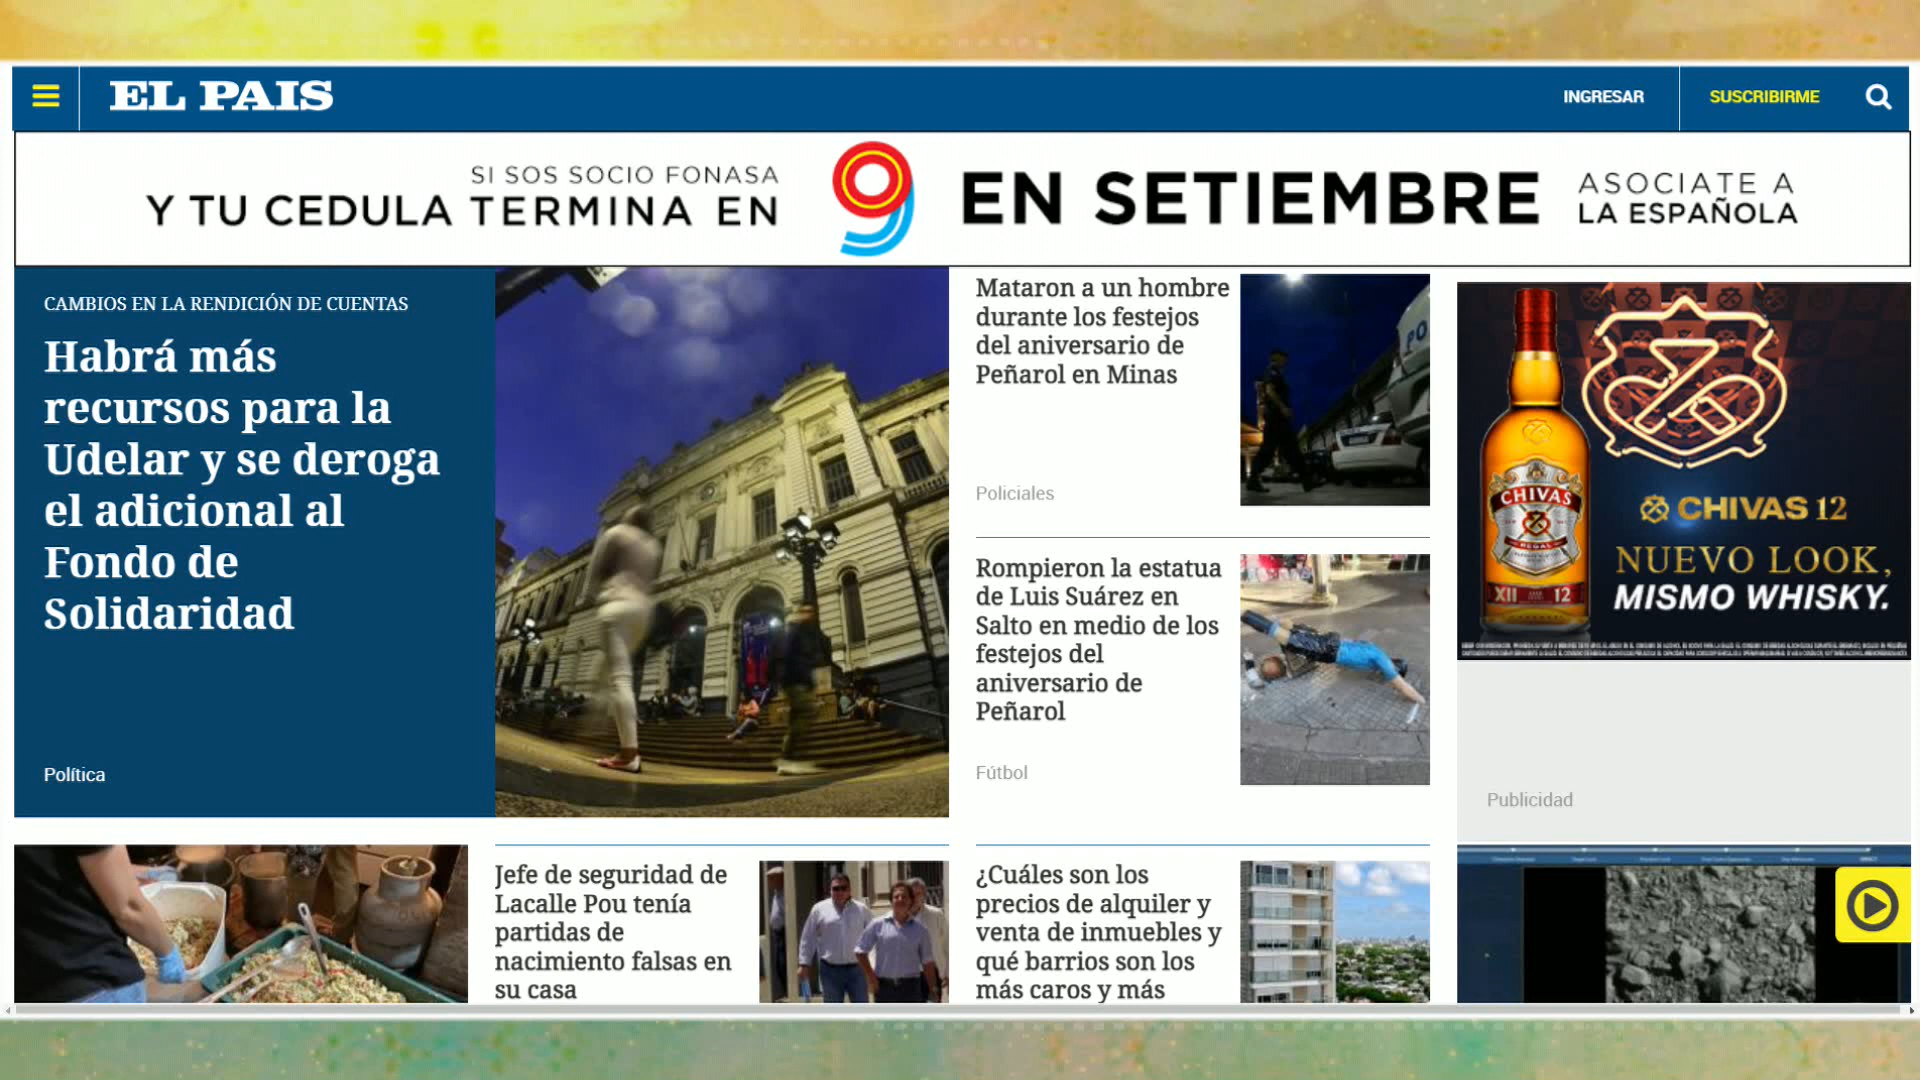 EL PAIS
INGRESAR
SUSCRIBIRME
SI SOS SOCIO FONASA
Y TU CEDULA TERMINA EN
9
EN SETIEMBRE
ASOCIATE A
LA ESPAÑOLA
CAMBIOS EN LA RENDICIÓN DE CUENTAS
Habrá más
recursos para la
Udelar y se deroga
el adicional al
Fondo de
Solidaridad
Política
Mataron a un hombre
durante los festejos
del aniversario de
Peñarol en Minas
Policiales
PO
Rompieron la estatua
de Luis Suárez en
Salto en medio de los
festejos del
aniversario de
Peñarol
Fútbol
CHIVAS
REGAL
XII 12
CHIVAS 12
NUEVO LOOK,
MISMO WHISKY.
Publicidad
Jefe de seguridad de
Lacalle Pou tenía
partidas de
nacimiento falsas en
su casa
¿Cuáles son los
precios de alquiler y
venta de inmuebles y
qué barrios son los
más caros y más